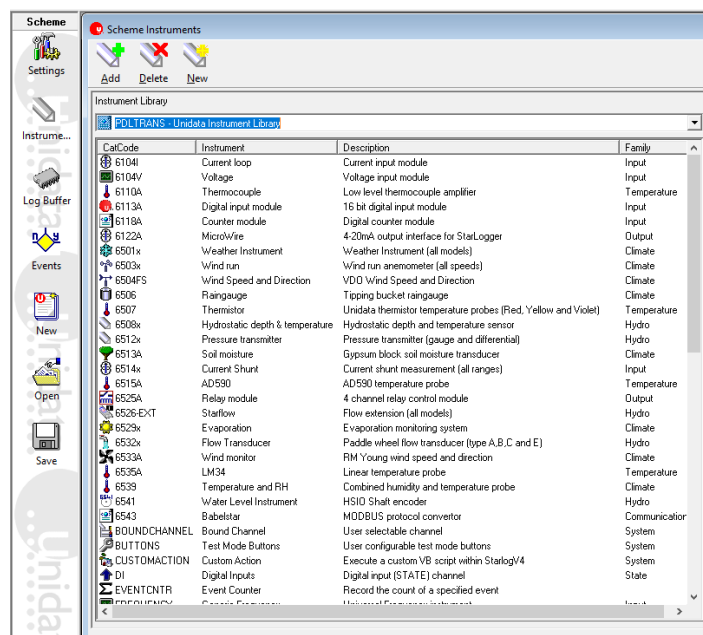 Scheme
Settings
Instrume...
Log Buffer
Events
New
Open
Save
Scheme Instruments
Add Delete New
Instrument Library
PDLTRANS - Unidata Instrument Library
CatCode Instrument Description Family
6104I Current loop Current input module Input
6104V Voltage Voltage input module Input
6110A Thermocouple Low level thermocouple amplifier Temperature
6113A Digital input module 16 bit digital input module Input
6118A Counter module Digital counter module Input
6122A MicroWire 4-20mA output interface for StarLogger Output
6501x Weather Instrument Weather Instrument (all models) Climate
6503x Wind run Wind run anemometer (all speeds) Climate
6504FS Wind Speed and Direction VDO Wind Speed and Direction Climate
6506 Raingauge Tipping bucket raingauge Climate
6507 Thermistor Unidata thermistor temperature probes (Red, Yellow and Violet) Temperature
6508x Hydrostatic depth & temperature Hydrostatic depth and temperature sensor Hydro
6512x Pressure transmitter Pressure transmitter (gauge and differential) Hydro
6513A Soil moisture Gypsum block soil moisture transducer Climate
6514x Current Shunt Current shunt measurement (all ranges) Input
6515A AD590 AD590 temperature probe Temperature
6525A Relay module 4 channel relay control module Output
6526-EXT Starflow Flow extension (all models) Hydro
6529x Evaporation Evaporation monitoring system Climate
6532x Flow Transducer Paddle wheel flow transducer (type A,B,C and E) Hydro
6533A Wind monitor RM Young wind speed and direction Climate
6535A LM34 Linear temperature probe Temperature
6539 Temperature and RH Combined humidity and temperature probe Climate
6541 Water Level Instrument HSIO Shaft encoder Hydro
6543 Babelstar MODBUS protocol convertor Communication
BOUNDCHANNEL Bound Channel User selectable channel System
BUTTONS Test Mode Buttons User configurable test mode buttons System
CUSTOMACTION Custom Action Execute a custom VB script within StarlogV4 System
DI Digital Inputs Digital input (STATE) channel State
EVENTCNTR Event Counter Record the count of a specified event
FREQUENCY Generic Frequency Universal Frequency instrument Input